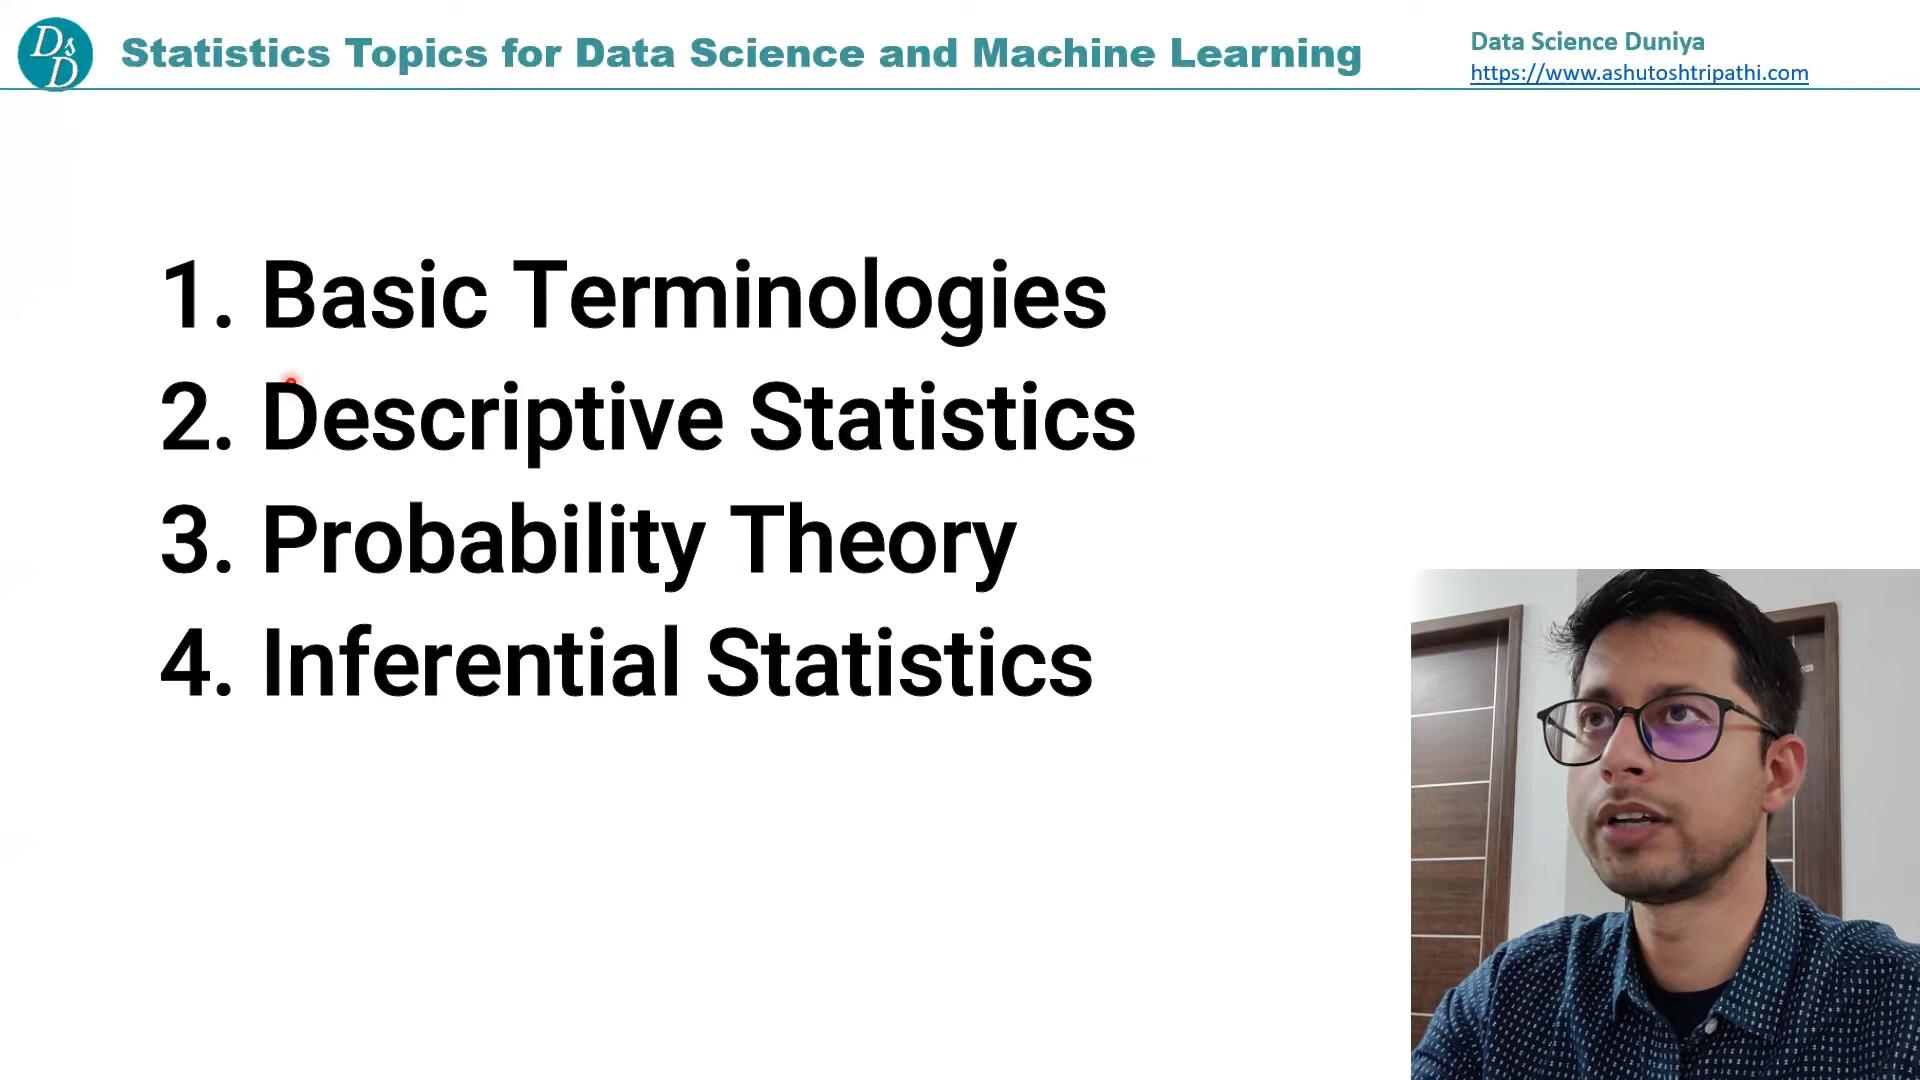 DsD
Statistics Topics for Data Science and Machine Learning
Data Science Duniya
https://www.ashutoshtripathi.com
1. Basic Terminologies
2. Descriptive Statistics
3. Probability Theory
4. Inferential Statistics